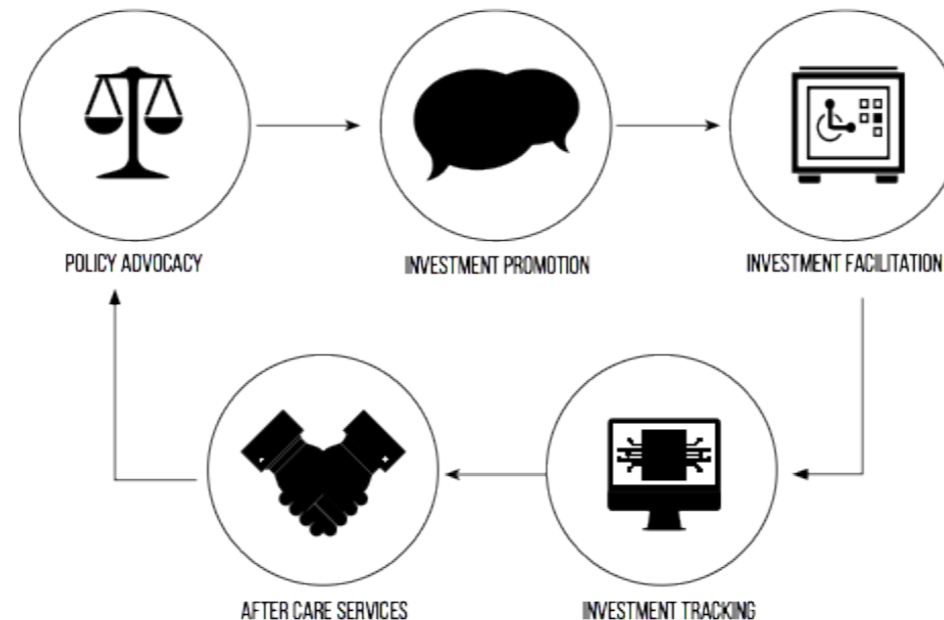 POLICY ADVOCACY
INVESTMENT PROMOTION
INVESTMENT FACILITATION
AFTER CARE SERVICES
INVESTMENT TRACKING